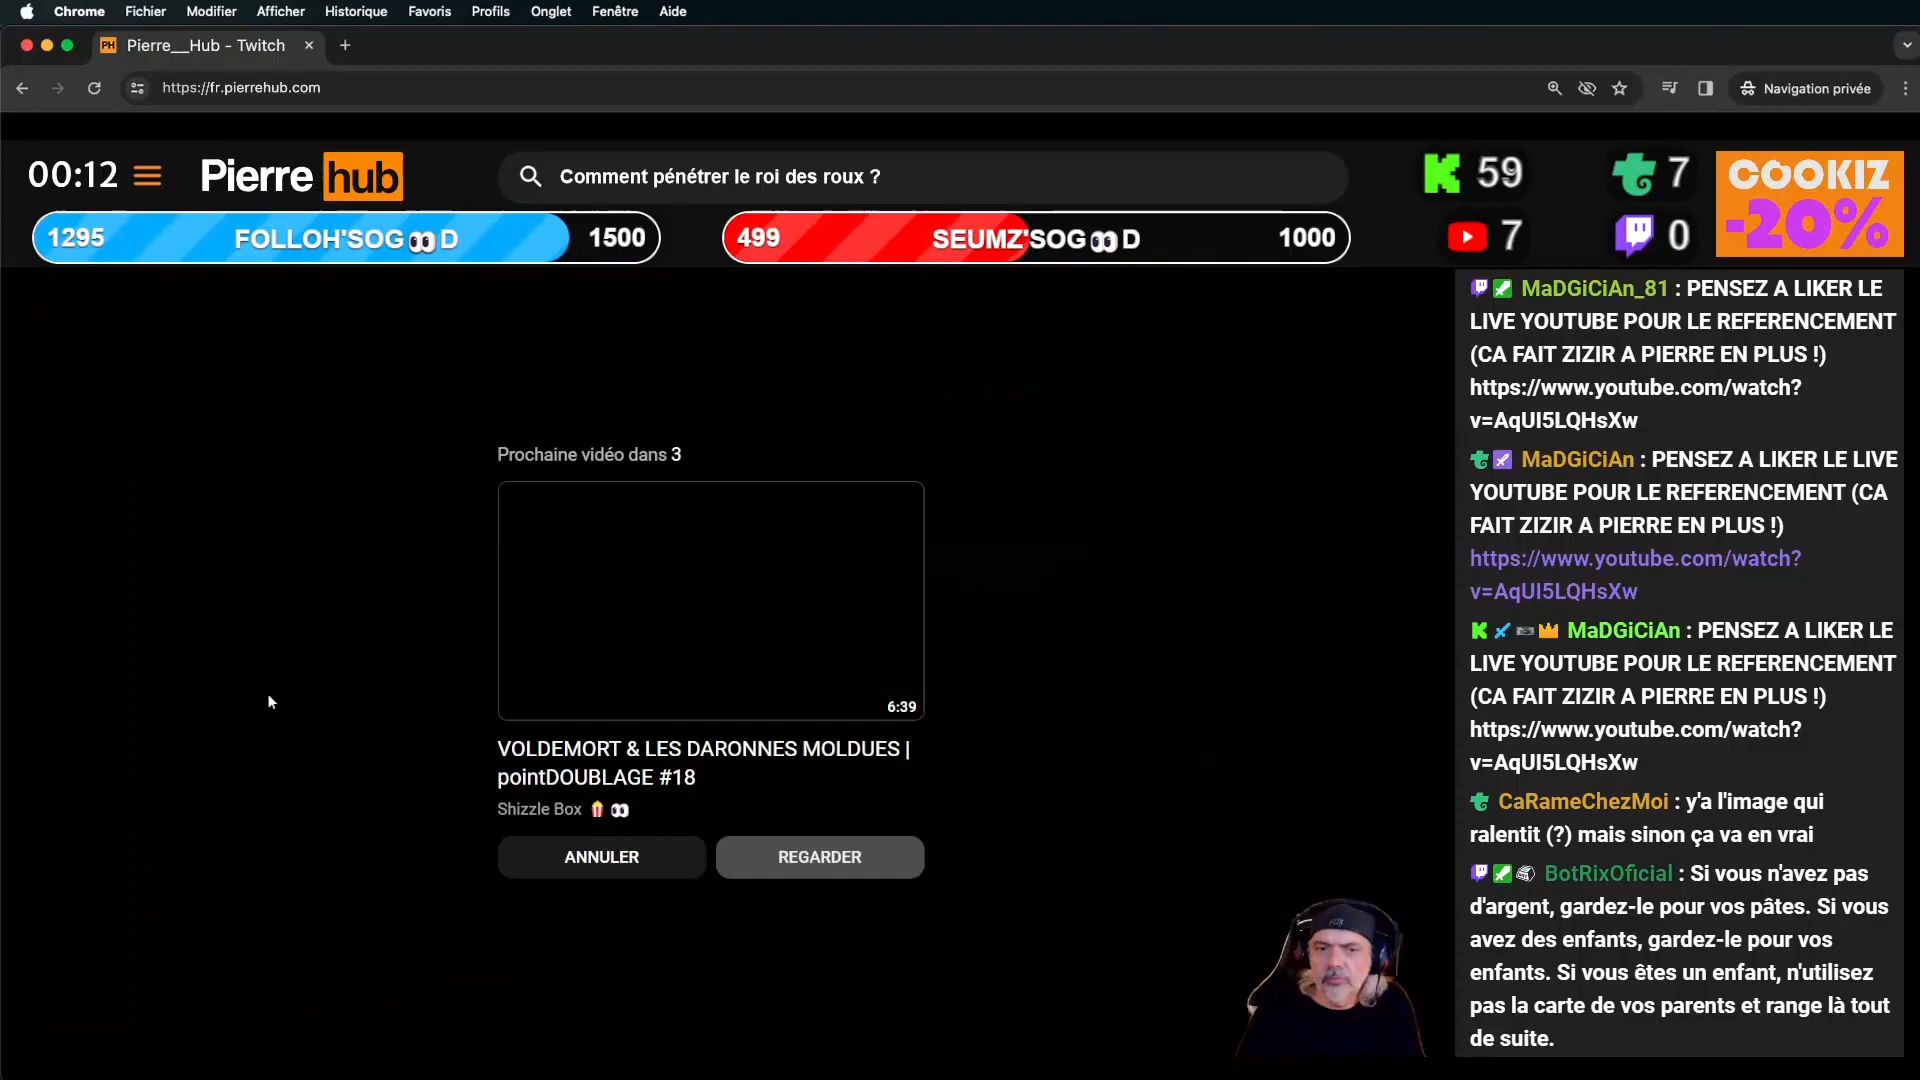 Chrome Fichier Modifier Afficher Historique Favoris Profils Onglet Fenêtre Aide
PH Pierre__Hub - Twitch
https://fr.pierrehub.com
Navigation privée
00:12
Pierre hub
Comment pénétrer le roi des roux ?
59
7
COOKIZ
-20%
1295 FOLLOH'SOG👀D 1500
499 SEUMZ'SOG👀D 1000
7
0
MaDGiCiAn_81 : PENSEZ A LIKER LE
LIVE YOUTUBE POUR LE REFERENCEMENT
(CA FAIT ZIZIR A PIERRE EN PLUS !)
https://www.youtube.com/watch?
v=AqUI5LQHsXw
MaDGiCiAn : PENSEZ A LIKER LE LIVE
YOUTUBE POUR LE REFERENCEMENT (CA
FAIT ZIZIR A PIERRE EN PLUS !)
https://www.youtube.com/watch?
v=AqUI5LQHsXw
MaDGiCiAn : PENSEZ A LIKER LE
LIVE YOUTUBE POUR LE REFERENCEMENT
(CA FAIT ZIZIR A PIERRE EN PLUS !)
https://www.youtube.com/watch?
v=AqUI5LQHsXw
CaRameChezMoi : y'a l'image qui
ralentit (?) mais sinon ça va en vrai
BotRixOficial : Si vous n'avez pas
d'argent, gardez-le pour vos pâtes. Si vous
avez des enfants, gardez-le pour vos
enfants. Si vous êtes un enfant, n'utilisez
pas la carte de vos parents et range là tout
de suite.
Prochaine vidéo dans 3
6:39
VOLDEMORT & LES DARONNES MOLDUES |
pointDOUBLAGE #18
Shizzle Box 🍿 👀
ANNULER
REGARDER
FOX